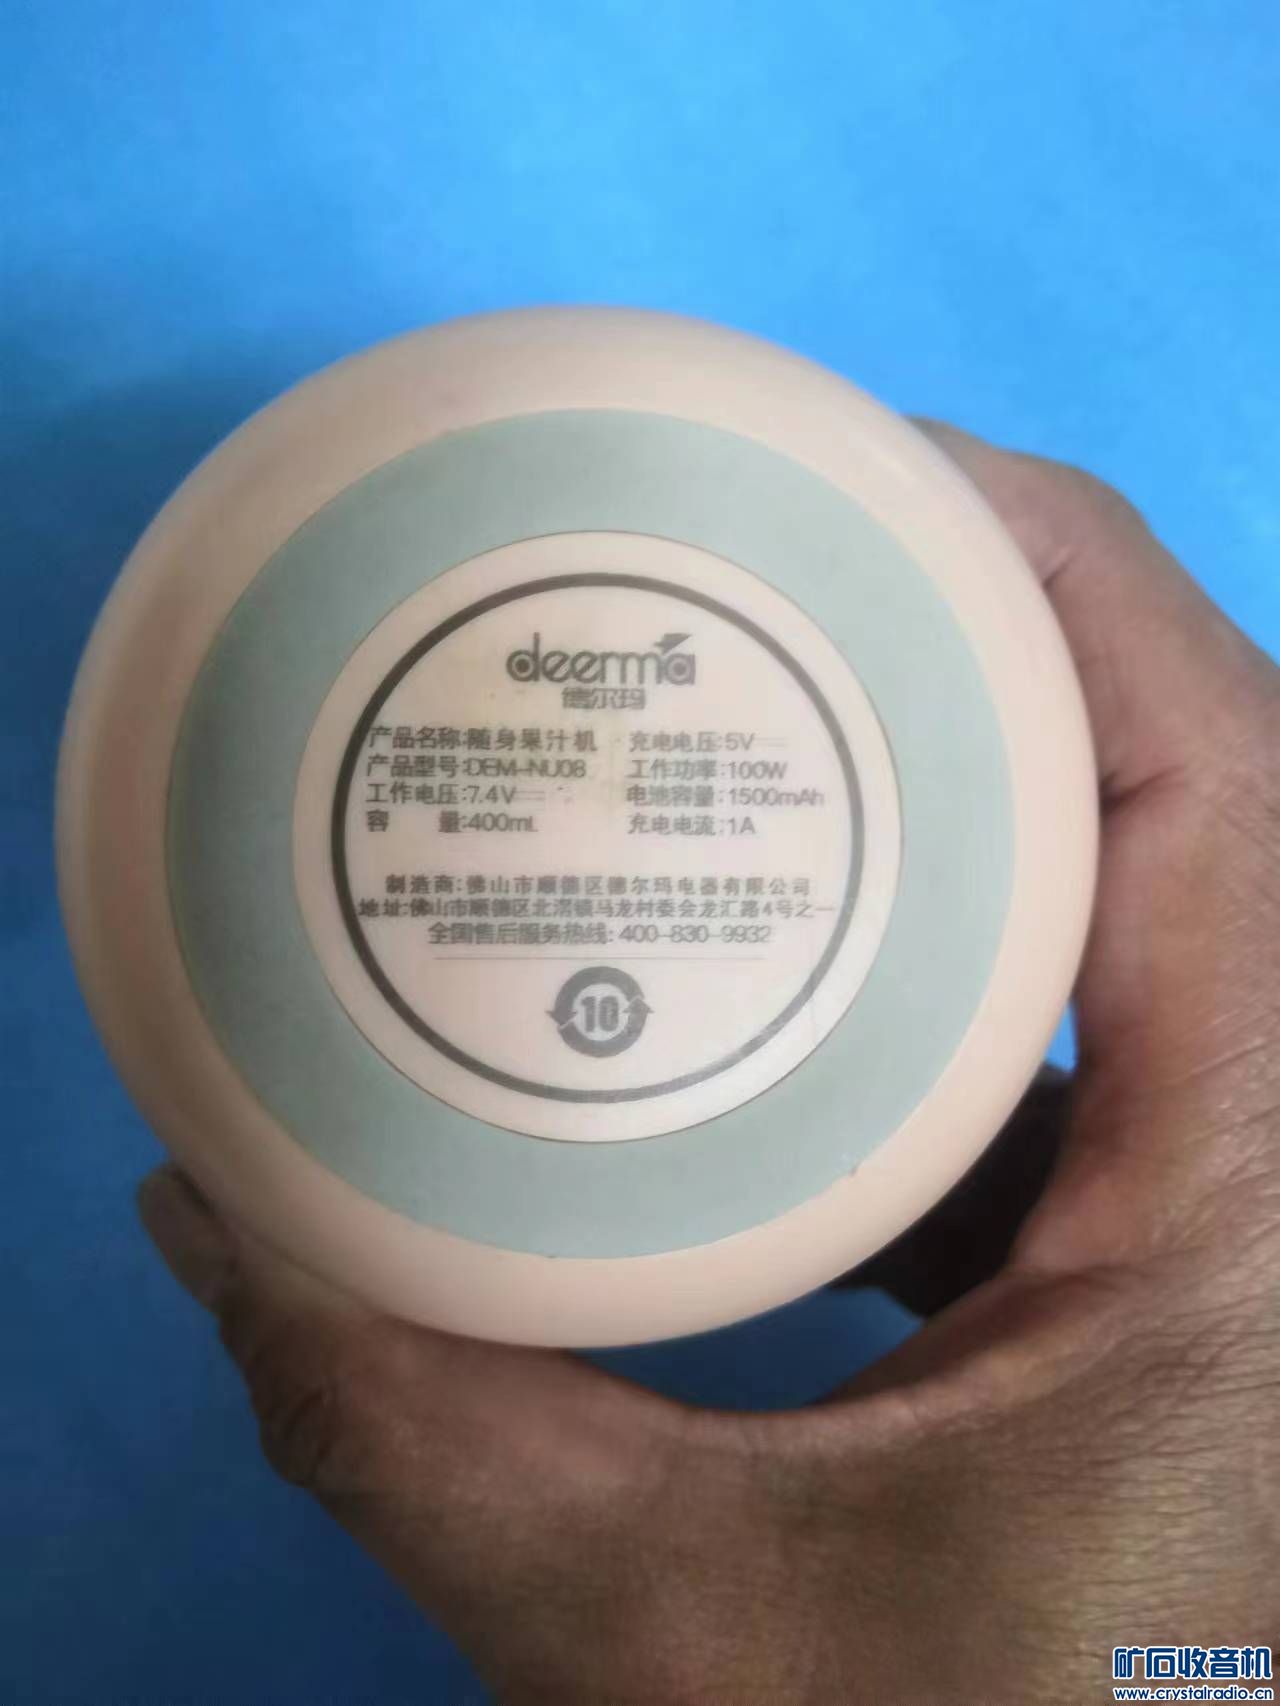 deerma
德尔玛
产品名称:随身果汁机 充电电压:5V⎓
产品型号:DEM-NU08 工作功率:100W
工作电压:7.4V⎓ 电池容量:1500mAh
容 量:400mL 充电电流:1A
制造商:佛山市顺德区德尔玛电器有限公司
地址:佛山市顺德区北滘镇马龙村委会龙汇路4号之一
全国售后服务热线:400-830-9932
10
矿石收音机
www.crystalradio.cn